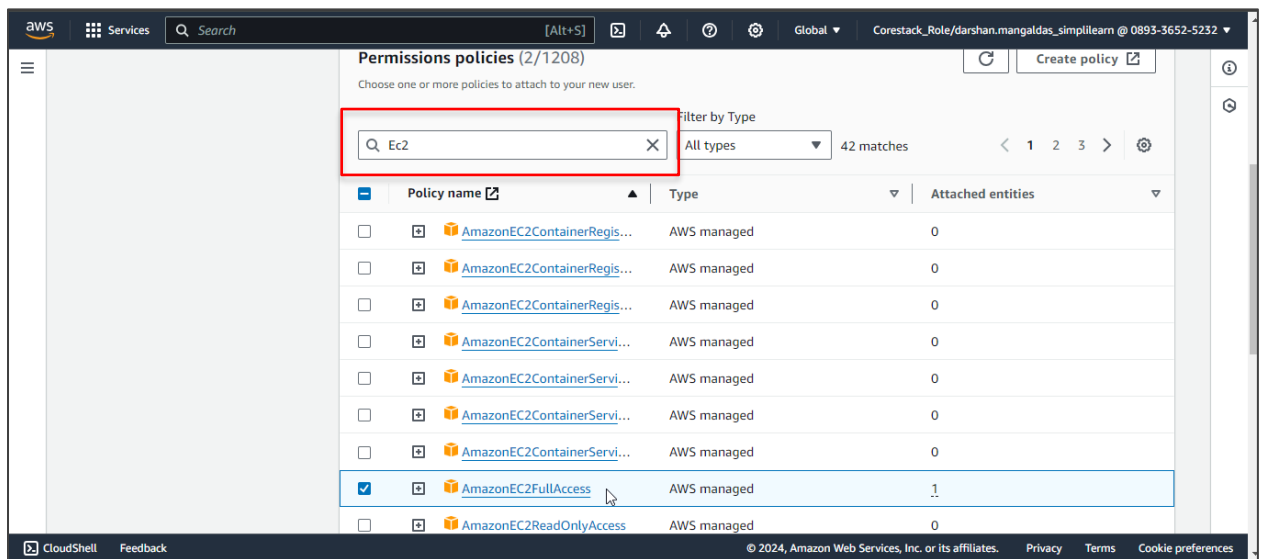 aws Services Search [Alt+S] Global Corestack_Role/darshan.mangaldas_simplilearn @ 0893-3652-5232
Permissions policies (2/1208) Create policy
Choose one or more policies to attach to your new user.
Filter by Type
Ec2 All types 42 matches 1 2 3
Policy name Type Attached entities
AmazonEC2ContainerRegis... AWS managed 0
AmazonEC2ContainerRegis... AWS managed 0
AmazonEC2ContainerRegis... AWS managed 0
AmazonEC2ContainerServi... AWS managed 0
AmazonEC2ContainerServi... AWS managed 0
AmazonEC2ContainerServi... AWS managed 0
AmazonEC2ContainerServi... AWS managed 0
AmazonEC2FullAccess AWS managed 1
AmazonEC2ReadOnlyAccess AWS managed 0
CloudShell Feedback © 2024, Amazon Web Services, Inc. or its affiliates. Privacy Terms Cookie preferences